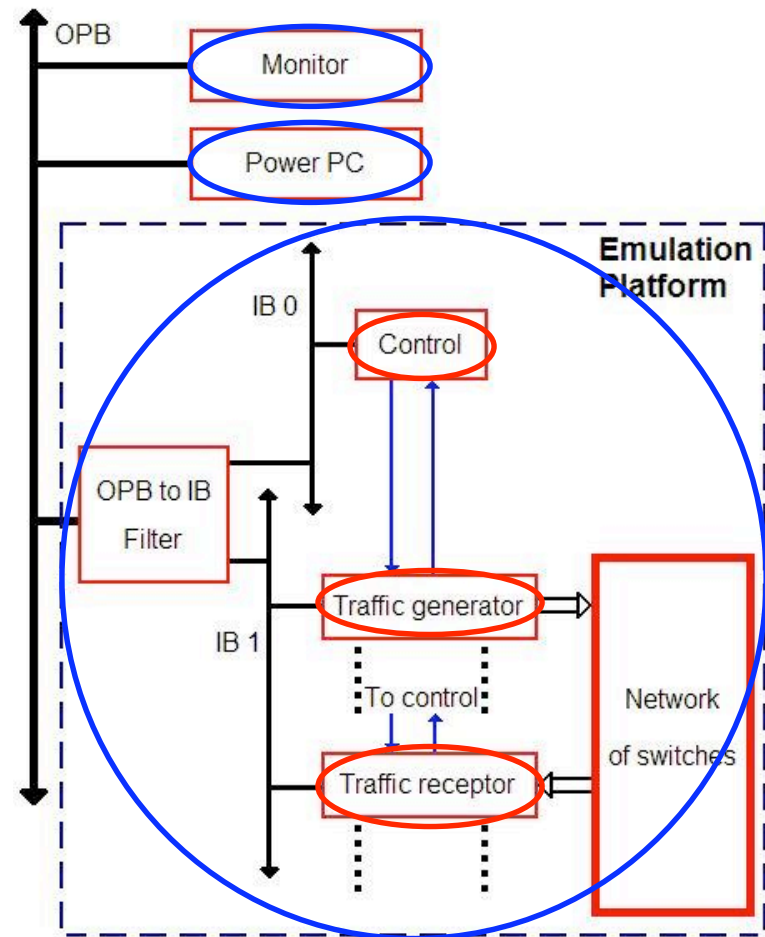 OPB
Monitor
Power PC
Emulation
Platform
IB 0
Control
OPB to IB
Filter
Traffic generator
IB 1
To control
Network
of switches
Traffic receptor